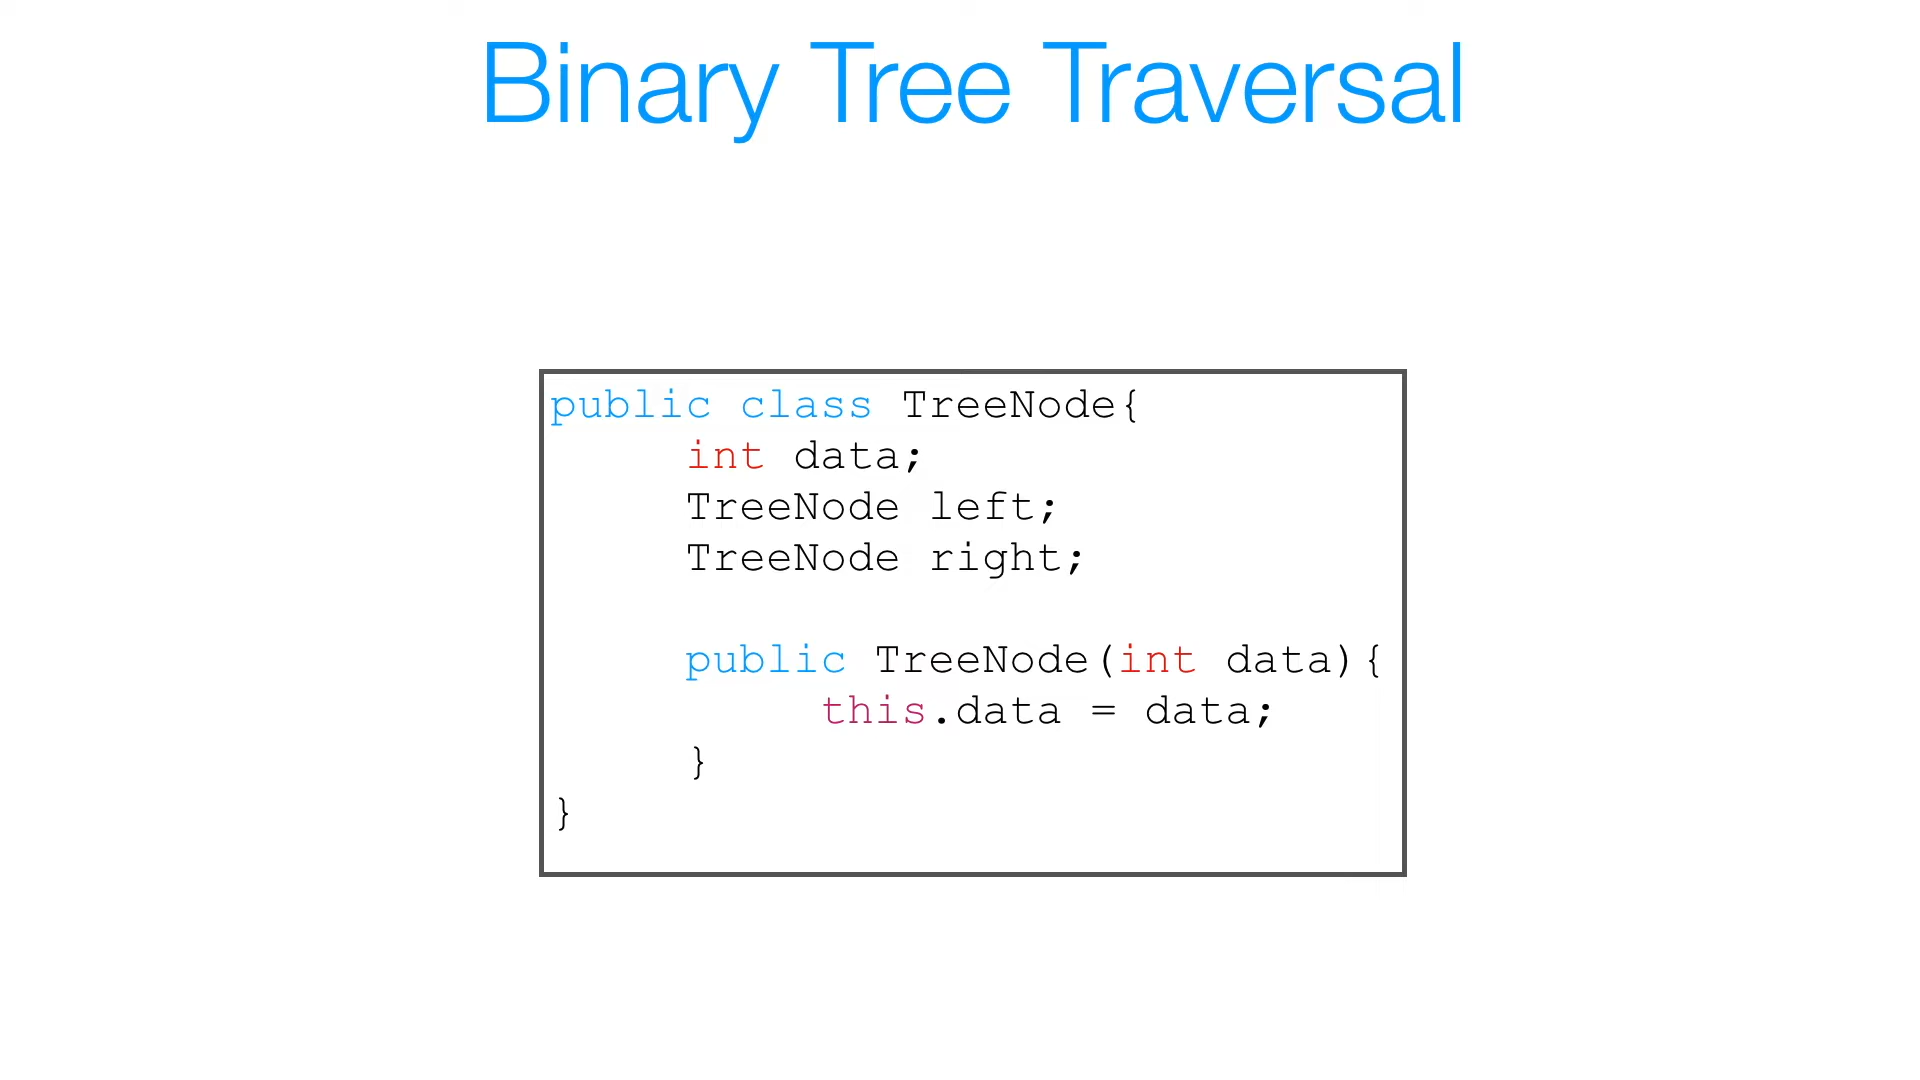 Binary Tree Traversal
public class TreeNode{
int data;
TreeNode left;
TreeNode right;
public TreeNode(int data){
this.data = data;
}
}